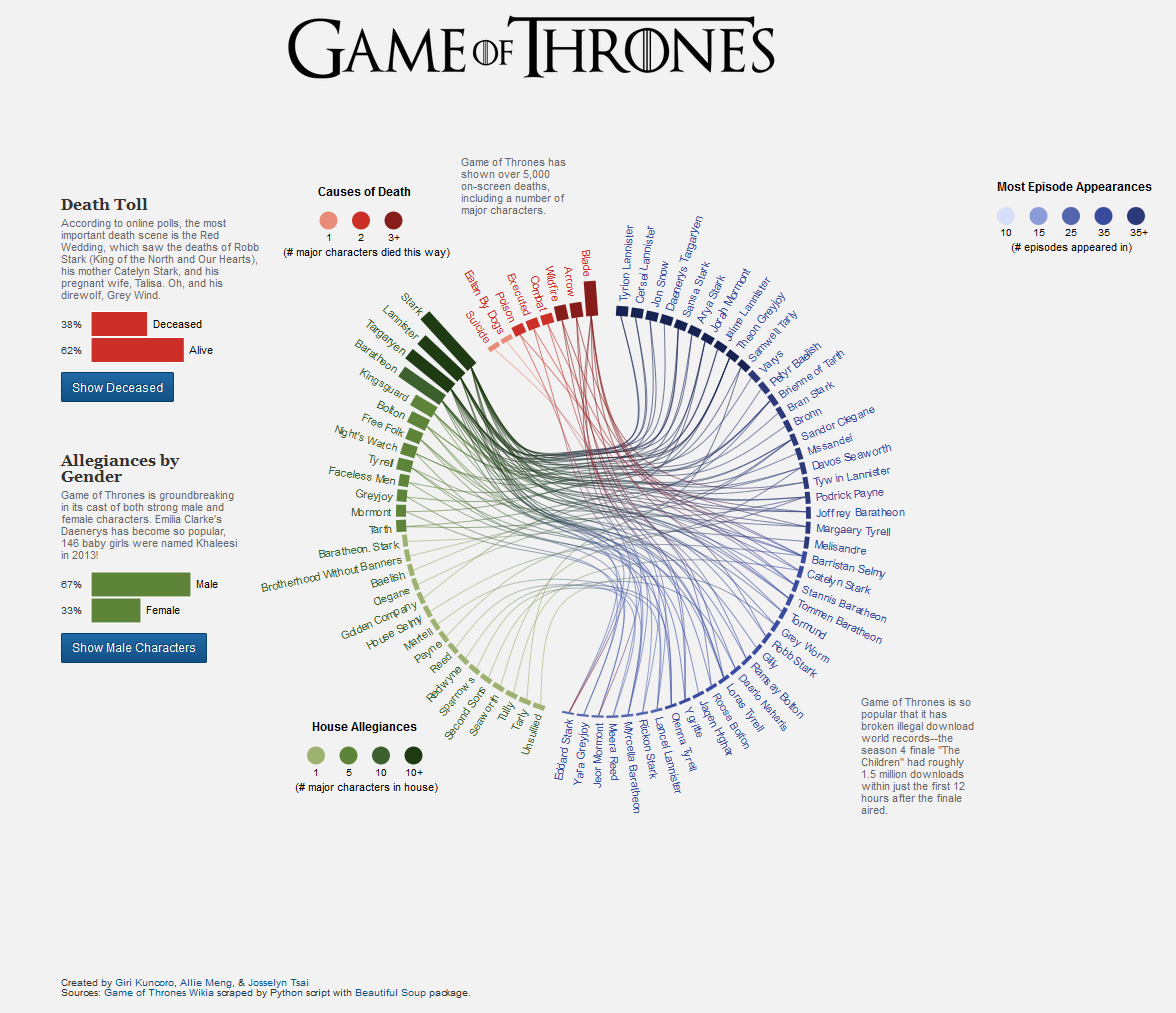 GAME OF THRONES
Death Toll
According to online polls, the most
important death scene is the Red
Wedding, which saw the deaths of Robb
Stark (King of the North and Our Hearts),
his mother Catelyn Stark, and his
pregnant wife, Talisa. Oh, and his
direwolf, Grey Wind.
38% Deceased
62% Alive
Show Deceased
Allegiances by
Gender
Game of Thrones is groundbreaking
in its cast of both strong male and
female characters. Emilia Clarke's
Daenerys has become so popular,
146 baby girls were named Khaleesi
in 2013!
67% Male
33% Female
Show Male Characters
Causes of Death
1 2 3+
(# major characters died this way)
Game of Thrones has
shown over 5,000
on-screen deaths,
including a number of
major characters.
Most Episode Appearances
10 15 25 35 35+
(# episodes appeared in)
Suicide
Eaten By Dogs
Poison
Executed
Combat
Wildfire
Arrow
Blade
Tyrion Lannister
Cersei Lannister
Jon Snow
Daenerys Targaryen
Sansa Stark
Arya Stark
Jorah Mormont
Jaime Lannister
Theon Greyjoy
Samwell Tarly
Varys
Petyr Baelish
Brienne of Tarth
Bran Stark
Bronn
Sandor Clegane
Missandei
Davos Seaworth
Tywin Lannister
Podrick Payne
Joffrey Baratheon
Margaery Tyrell
Melisandre
Barristan Selmy
Catelyn Stark
Stannis Baratheon
Tommen Baratheon
Tormund
Grey Worm
Robb Stark
Gilly
Ramsay Bolton
Daario Naharis
Loras Tyrell
Roose Bolton
Jaqen H'ghar
Ygritte
Olenna Tyrell
Lancel Lannister
Rickon Stark
Myrcella Baratheon
Meera Reed
Jeor Mormont
Yara Greyjoy
Eddard Stark
Stark
Lannister
Targaryen
Baratheon
Kingsguard
Bolton
Free Folk
Night's Watch
Tyrell
Faceless Men
Greyjoy
Mormont
Tarth
Baratheon. Stark
Brotherhood Without Banners
Baelish
Clegane
Golden Company
House Selmy
Martell
Payne
Reed
Redwyne
Sparrows
Second Sons
Seaworth
Tully
Tarly
Unsullied
House Allegiances
1 5 10 10+
(# major characters in house)
Game of Thrones is so
popular that it has
broken illegal download
world records--the
season 4 finale "The
Children" had roughly
1.5 million downloads
within just the first 12
hours after the finale
aired.
Created by Giri Kuncoro, Allie Meng, & Josselyn Tsai
Sources: Game of Thrones Wikia scraped by Python script with Beautiful Soup package.